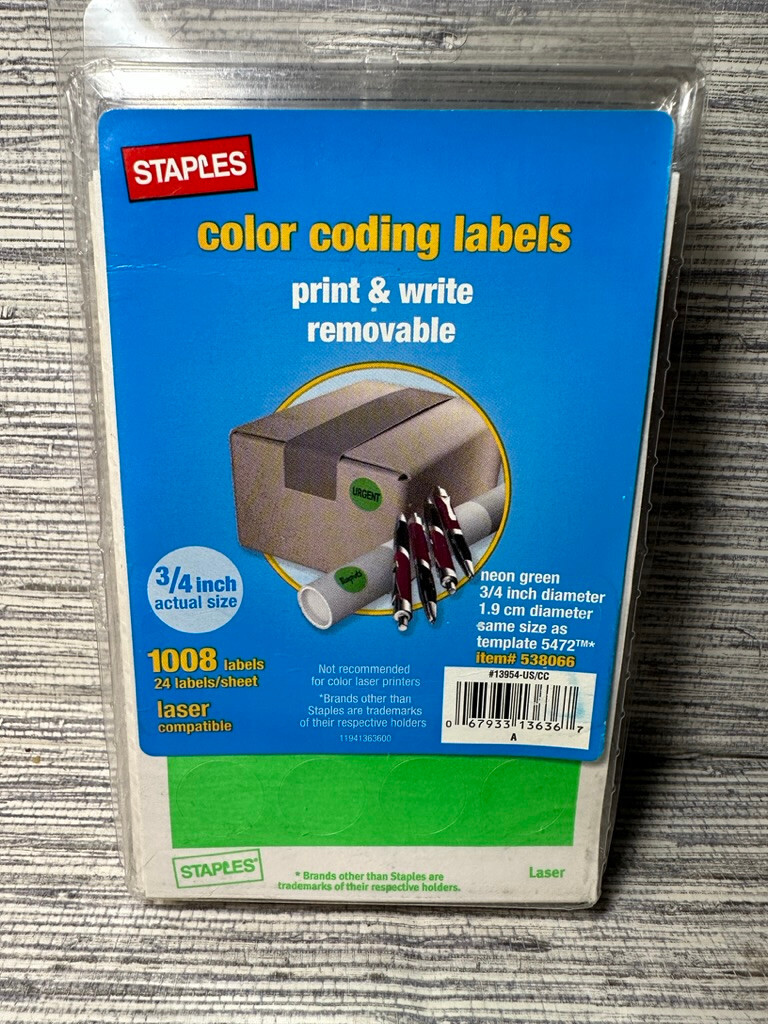 STAPLES
color coding labels
print & write
removable
URGENT
Rapids
3/4 inch
actual size
neon green
3/4 inch diameter
1.9 cm diameter
same size as
template 5472™*
item# 538066
1008 labels
24 labels/sheet
laser
compatible
Not recommended
for color laser printers
*Brands other than
Staples are trademarks
of their respective holders
11941363600
#13954-US/CC
0 67933 13636 7
A
STAPLES®
* Brands other than Staples are
trademarks of their respective holders.
Laser